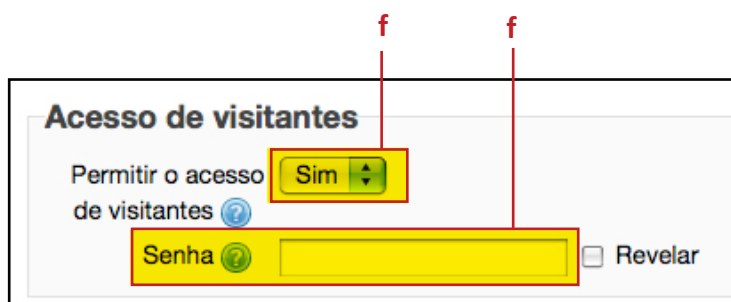 f f
Acesso de visitantes
Permitir o acesso Sim
de visitantes ?
Senha ? Revelar